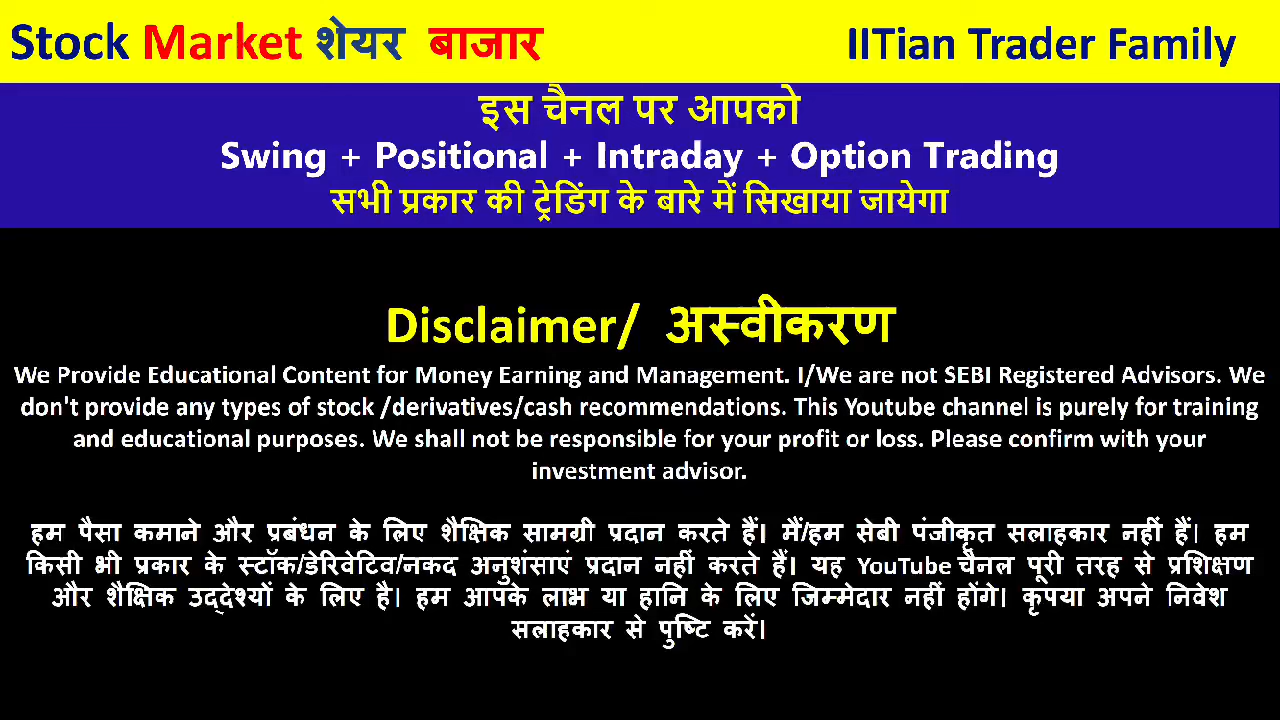 Stock Market शेयर बाजार IITian Trader Family
इस चैनल पर आपको
Swing + Positional + Intraday + Option Trading
सभी प्रकार की ट्रेडिंग के बारे में सिखाया जायेगा
Disclaimer/ अस्वीकरण
We Provide Educational Content for Money Earning and Management. I/We are not SEBI Registered Advisors. We
don't provide any types of stock /derivatives/cash recommendations. This Youtube channel is purely for training
and educational purposes. We shall not be responsible for your profit or loss. Please confirm with your
investment advisor.
हम पैसा कमाने और प्रबंधन के लिए शैक्षिक सामग्री प्रदान करते हैं। मैं/हम सेबी पंजीकृत सलाहकार नहीं हैं। हम
किसी भी प्रकार के स्टॉक/डेरिवेटिव/नकद अनुशंसाएं प्रदान नहीं करते हैं। यह YouTube चैनल पूरी तरह से प्रशिक्षण
और शैक्षिक उद्देश्यों के लिए है। हम आपके लाभ या हानि के लिए जिम्मेदार नहीं होंगे। कृपया अपने निवेश
सलाहकार से पुष्टि करें।